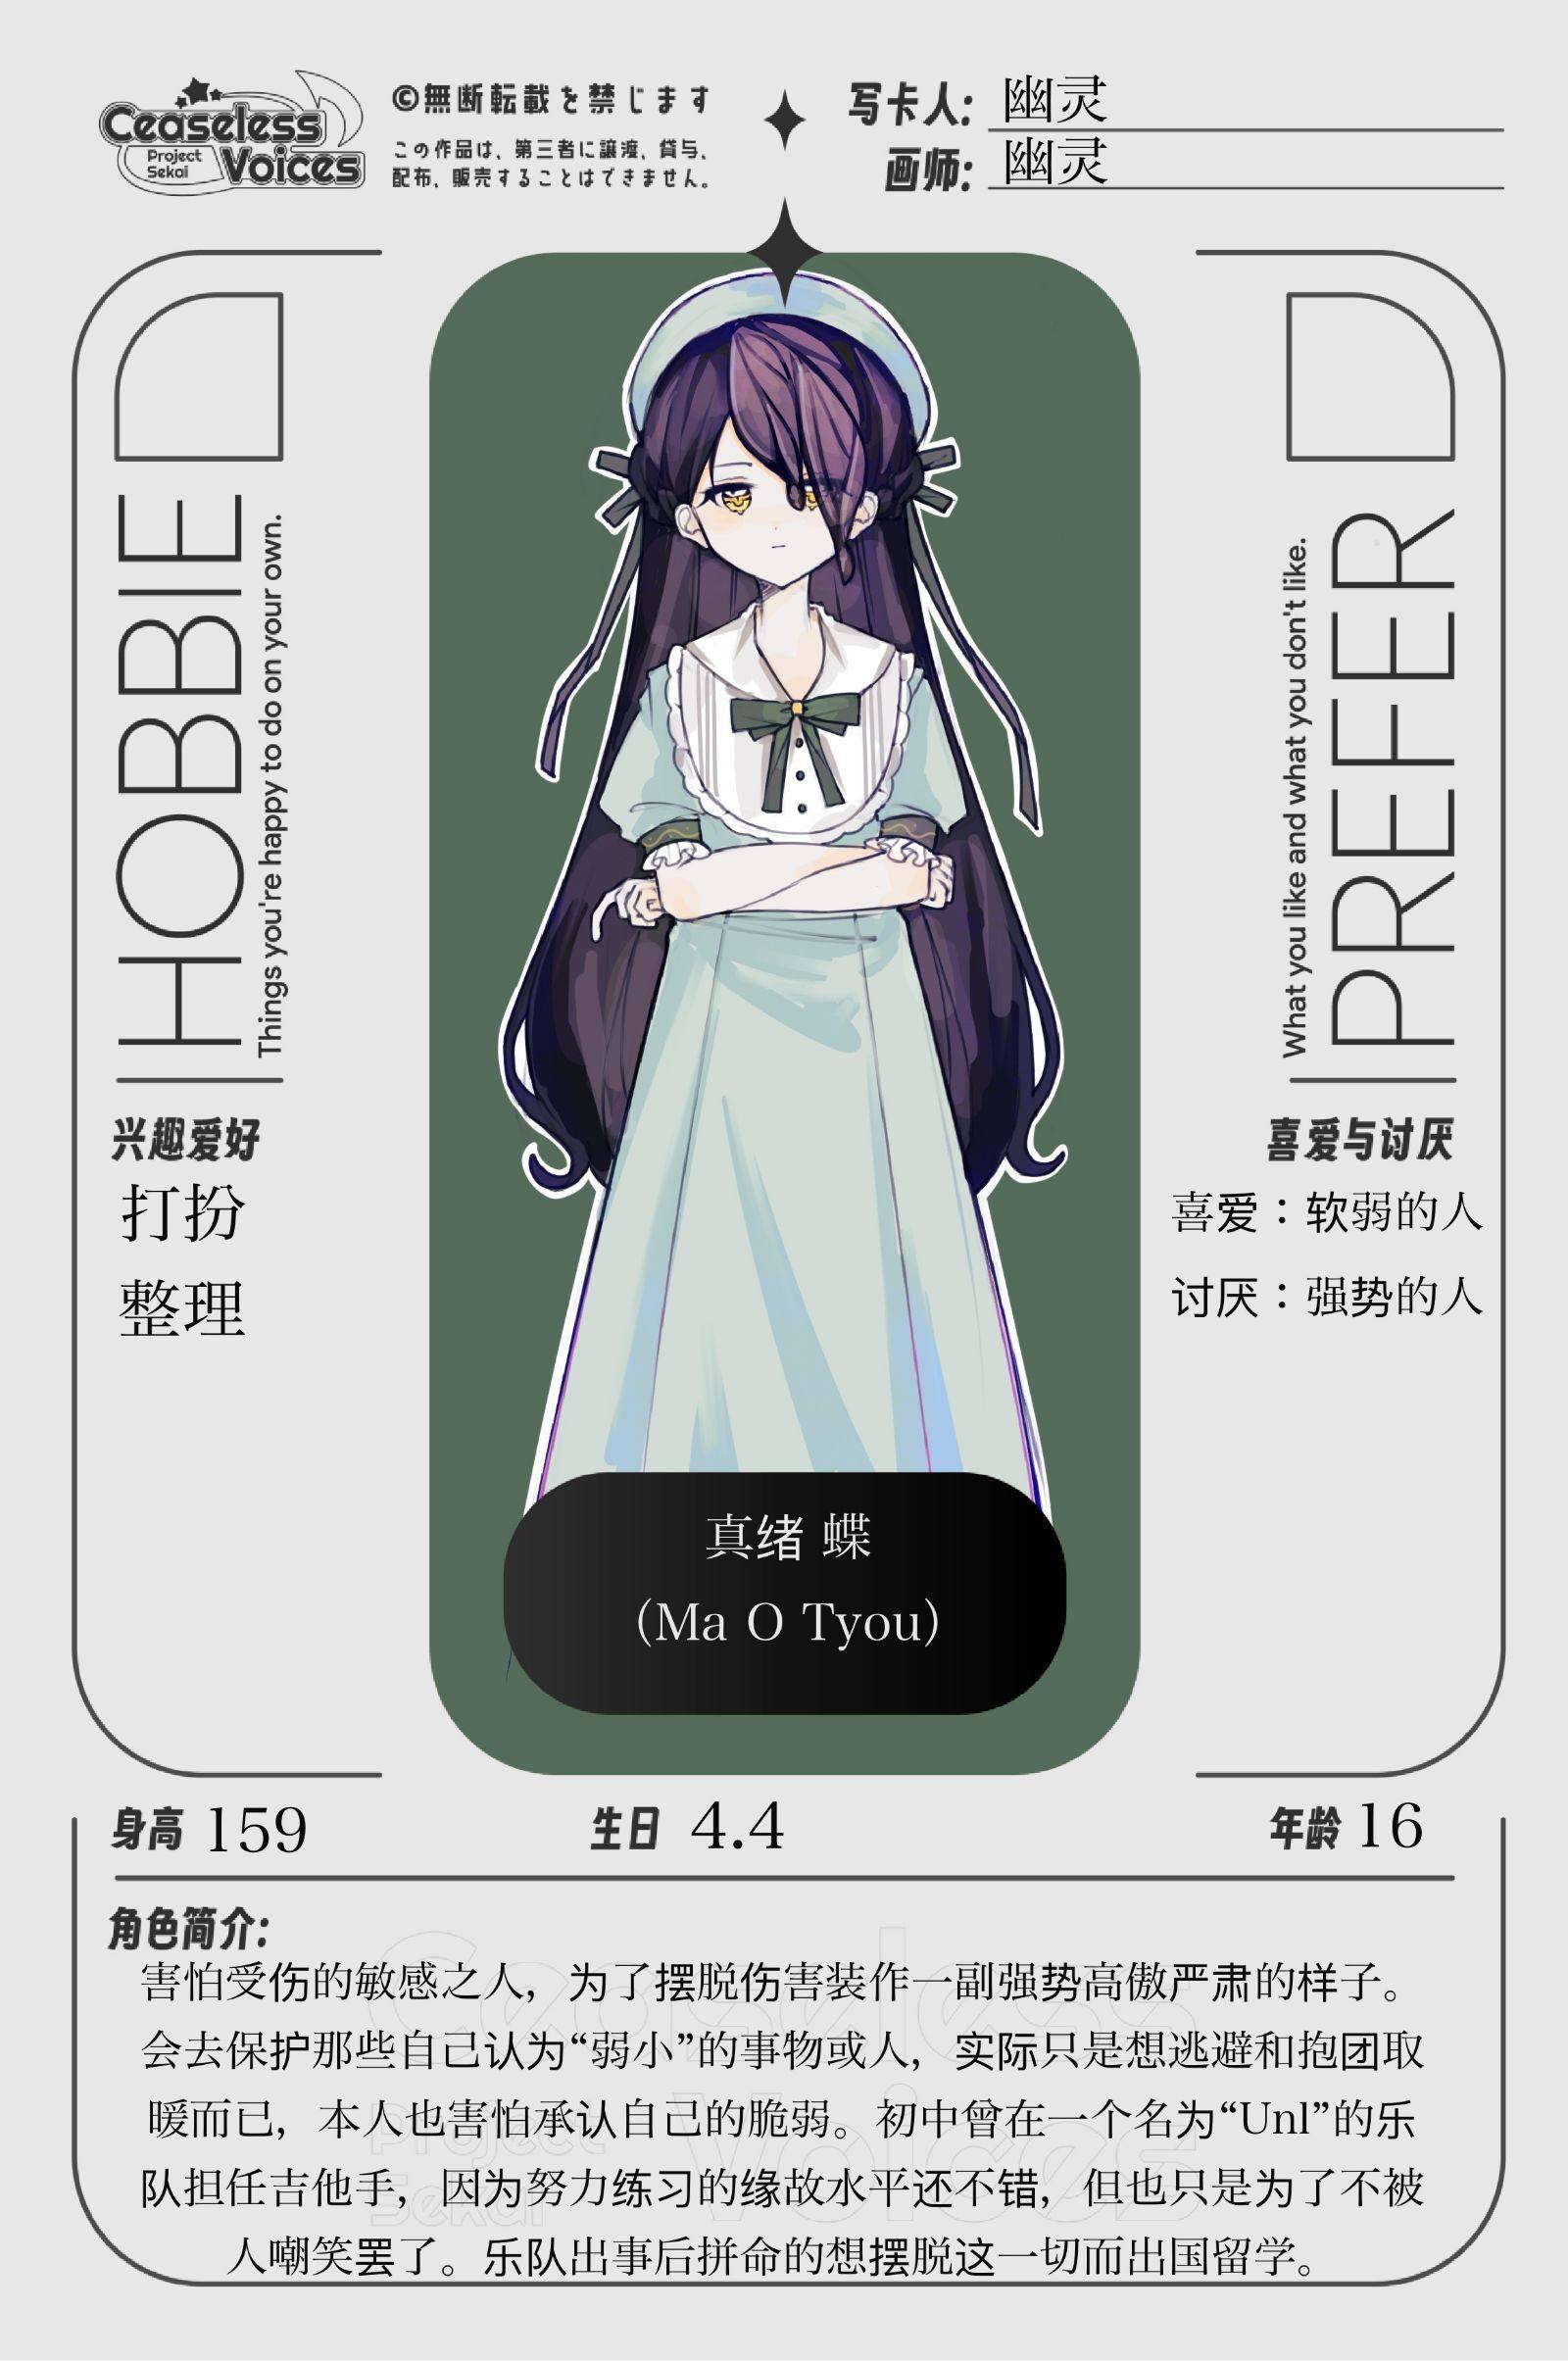 Ceaseless
Project
Sekai
Voices
©無断転載を禁じます
この作品は、第三者に譲渡、貸与、
配布、販売することはできません。
写卡人: 幽灵
画师: 幽灵
HOBBIE
Things you're happy to do on your own.
兴趣爱好
打扮
整理
PREFER
What you like and what you don't like.
喜爱与讨厌
喜爱：软弱的人
讨厌：强势的人
真绪 蝶
(Ma O Tyou)
身高 159
生日 4.4
年龄 16
角色简介:
害怕受伤的敏感之人，为了摆脱伤害装作一副强势高傲严肃的样子。
会去保护那些自己认为“弱小”的事物或人，实际只是想逃避和抱团取
暖而已，本人也害怕承认自己的脆弱。初中曾在一个名为“Unl”的乐
队担任吉他手，因为努力练习的缘故水平还不错，但也只是为了不被
人嘲笑罢了。乐队出事后拼命的想摆脱这一切而出国留学。
Ceaseless
Project
Sekai
Voices